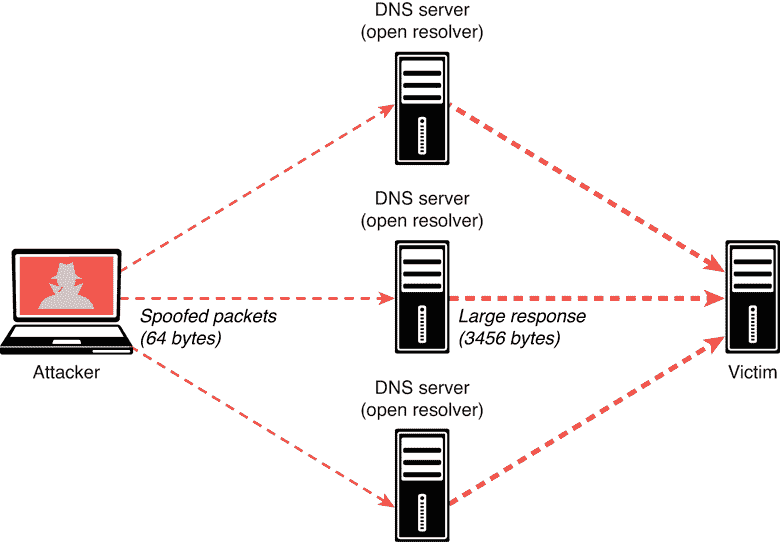 DNS server
(open resolver)
DNS server
(open resolver)
Spoofed packets
(64 bytes)
Large response
(3456 bytes)
Attacker
Victim
DNS server
(open resolver)